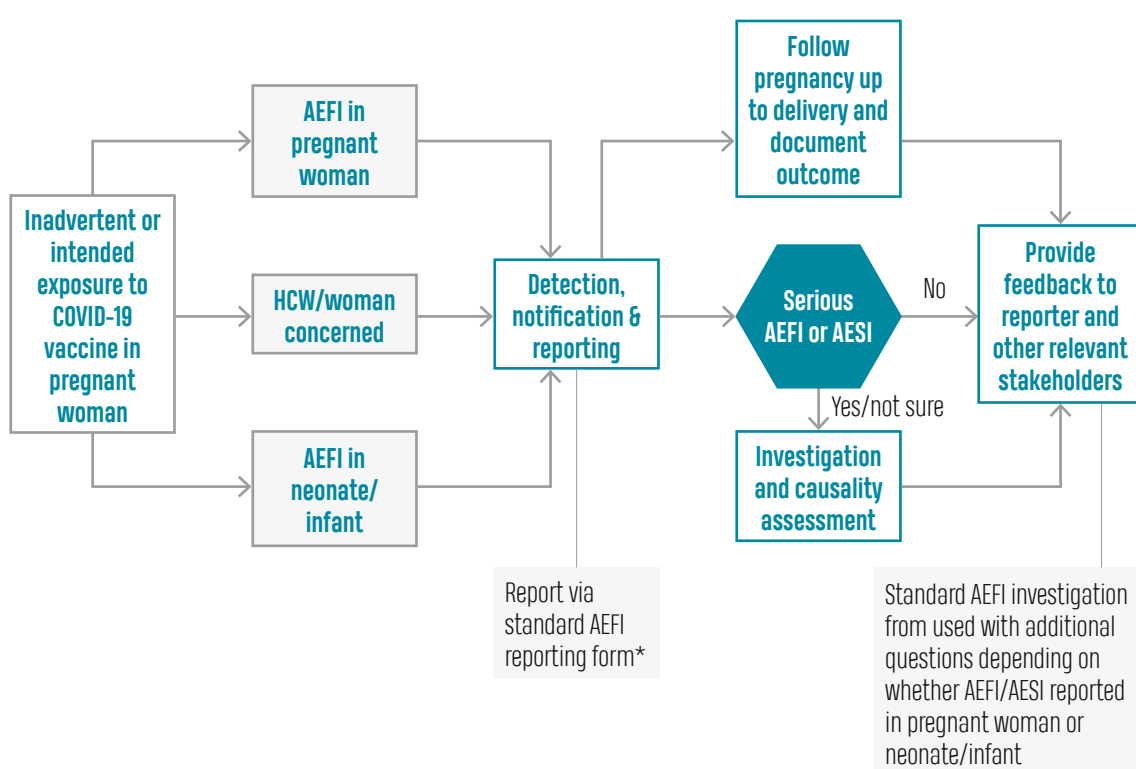 Inadvertent or
intended
exposure to
COVID-19
vaccine in
pregnant
woman
AEFI in
pregnant
woman
HCW/woman
concerned
AEFI in
neonate/
infant
Detection,
notification &
reporting
Report via
standard AEFI
reporting form*
Follow
pregnancy up
to delivery and
document
outcome
Serious
AEFI or AESI
No
Yes/not sure
Investigation
and causality
assessment
Provide
feedback to
reporter and
other relevant
stakeholders
Standard AEFI investigation
from used with additional
questions depending on
whether AEFI/AESI reported
in pregnant woman or
neonate/infant